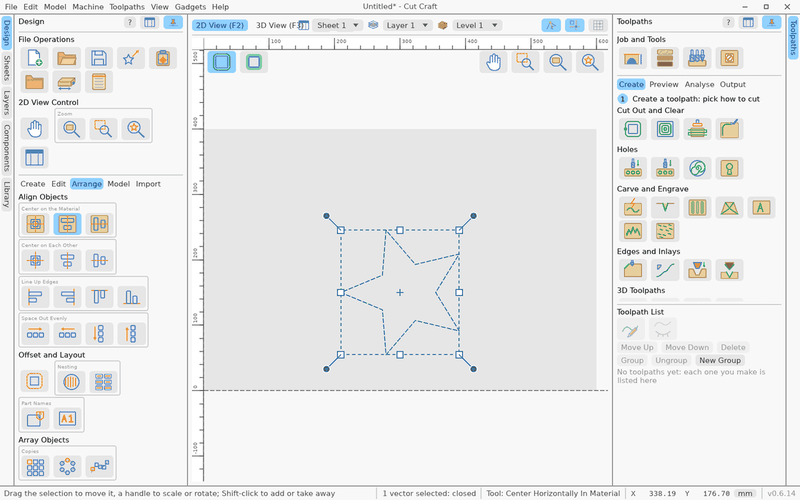 Untitled* - Cut Craft
File Edit Model Machine Toolpaths View Gadgets Help
Design
File Operations
2D View Control
Zoom
Create Edit Arrange Model Import
Align Objects
Center on the Material
Center on Each Other
Line Up Edges
Space Out Evenly
Offset and Layout
Nesting
Part Names
A1
Array Objects
Copies
Design
Sheets
Layers
Components
Library
2D View (F2)
3D View (F3)
Sheet 1
Layer 1
Level 1
100 200 300 400 500 600
500
400
300
200
100
0
-100
Toolpaths
Job and Tools
Create Preview Analyse Output
1 Create a toolpath: pick how to cut
Cut Out and Clear
Holes
Carve and Engrave
A
Edges and Inlays
3D Toolpaths
Toolpath List
Move Up Move Down Delete
Group Ungroup New Group
No toolpaths yet: each one you make is
listed here
Toolpaths
Drag the selection to move it, a handle to scale or rotate; Shift-click to add or take away
1 vector selected: closed
Tool: Center Horizontally In Material
X 338.19 Y 176.70 mm
v0.6.14